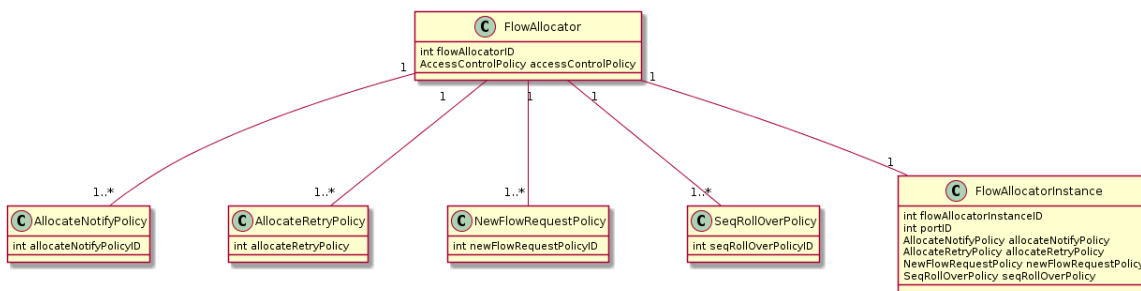 C FlowAllocator
int flowAllocatorID
AccessControlPolicy accessControlPolicy
1 1 1 1 1
1..* 1..* 1..* 1..* 1
C AllocateNotifyPolicy
int allocateNotifyPolicyID
C AllocateRetryPolicy
int allocateRetryPolicy
C NewFlowRequestPolicy
int newFlowRequestPolicyID
C SeqRollOverPolicy
int seqRollOverPolicyID
C FlowAllocatorInstance
int flowAllocatorInstanceID
int portID
AllocateNotifyPolicy allocateNotifyPolicy
AllocateRetryPolicy allocateRetryPolicy
NewFlowRequestPolicy newFlowRequestPolicy
SeqRollOverPolicy seqRollOverPolicy